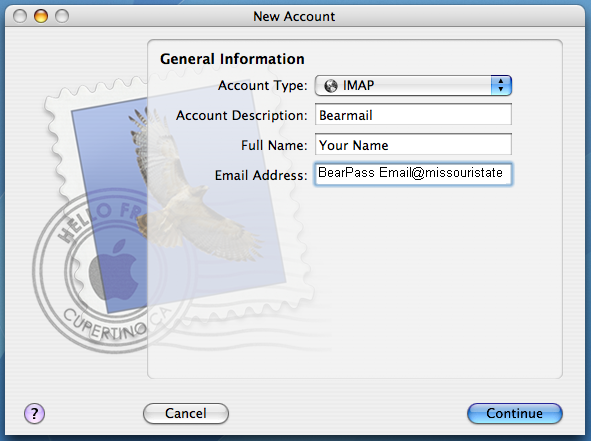 New Account
General Information
Account Type: IMAP
Account Description: Bearmail
Full Name: Your Name
Email Address: BearPass Email@missouristate
HELLO FR
CUPERTINO CA
?
Cancel
Continue